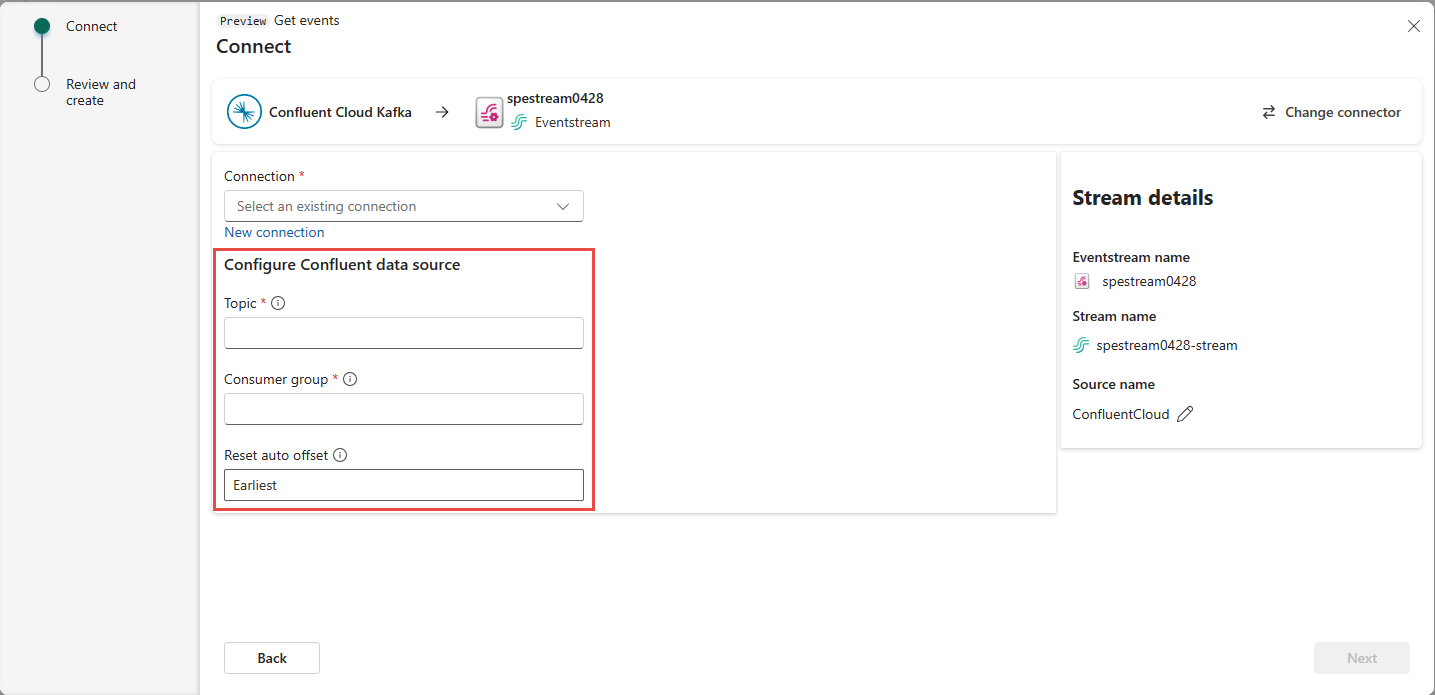 Connect
Review and
create
Preview Get events
Connect
Confluent Cloud Kafka
spestream0428
Eventstream
Change connector
Connection *
Select an existing connection
New connection
Configure Confluent data source
Topic *
Consumer group *
Reset auto offset
Earliest
Stream details
Eventstream name
spestream0428
Stream name
spestream0428-stream
Source name
ConfluentCloud
Back
Next